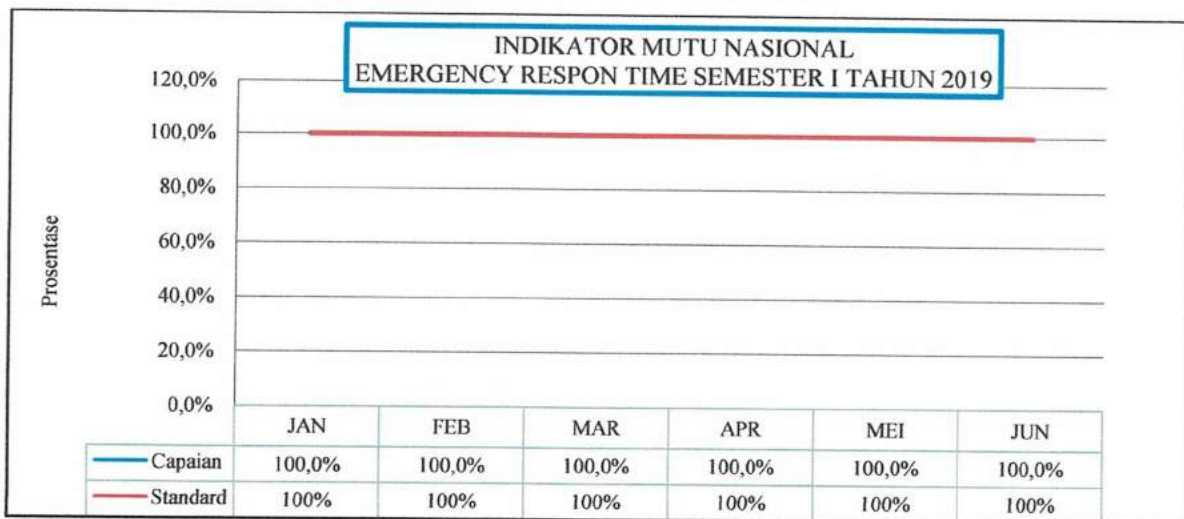 INDIKATOR MUTU NASIONAL
EMERGENCY RESPON TIME SEMESTER I TAHUN 2019
Prosentase
120,0%
100,0%
80,0%
60,0%
40,0%
20,0%
0,0%
JAN FEB MAR APR MEI JUN
Capaian 100,0% 100,0% 100,0% 100,0% 100,0% 100,0%
Standard 100% 100% 100% 100% 100% 100%